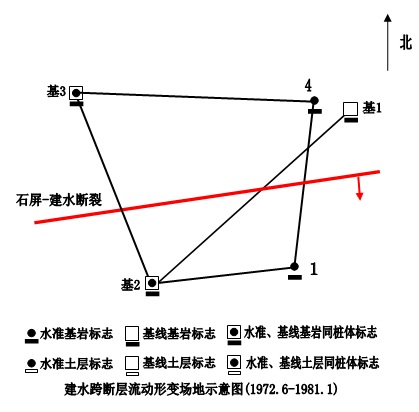 北
基3
4
基1
石屏-建水断裂
基2
1
水准基岩标志 基线基岩标志 水准、基线基岩同桩体标志
水准土层标志 基线土层标志 水准、基线土层同桩体标志
建水跨断层流动形变场地示意图(1972.6-1981.1)